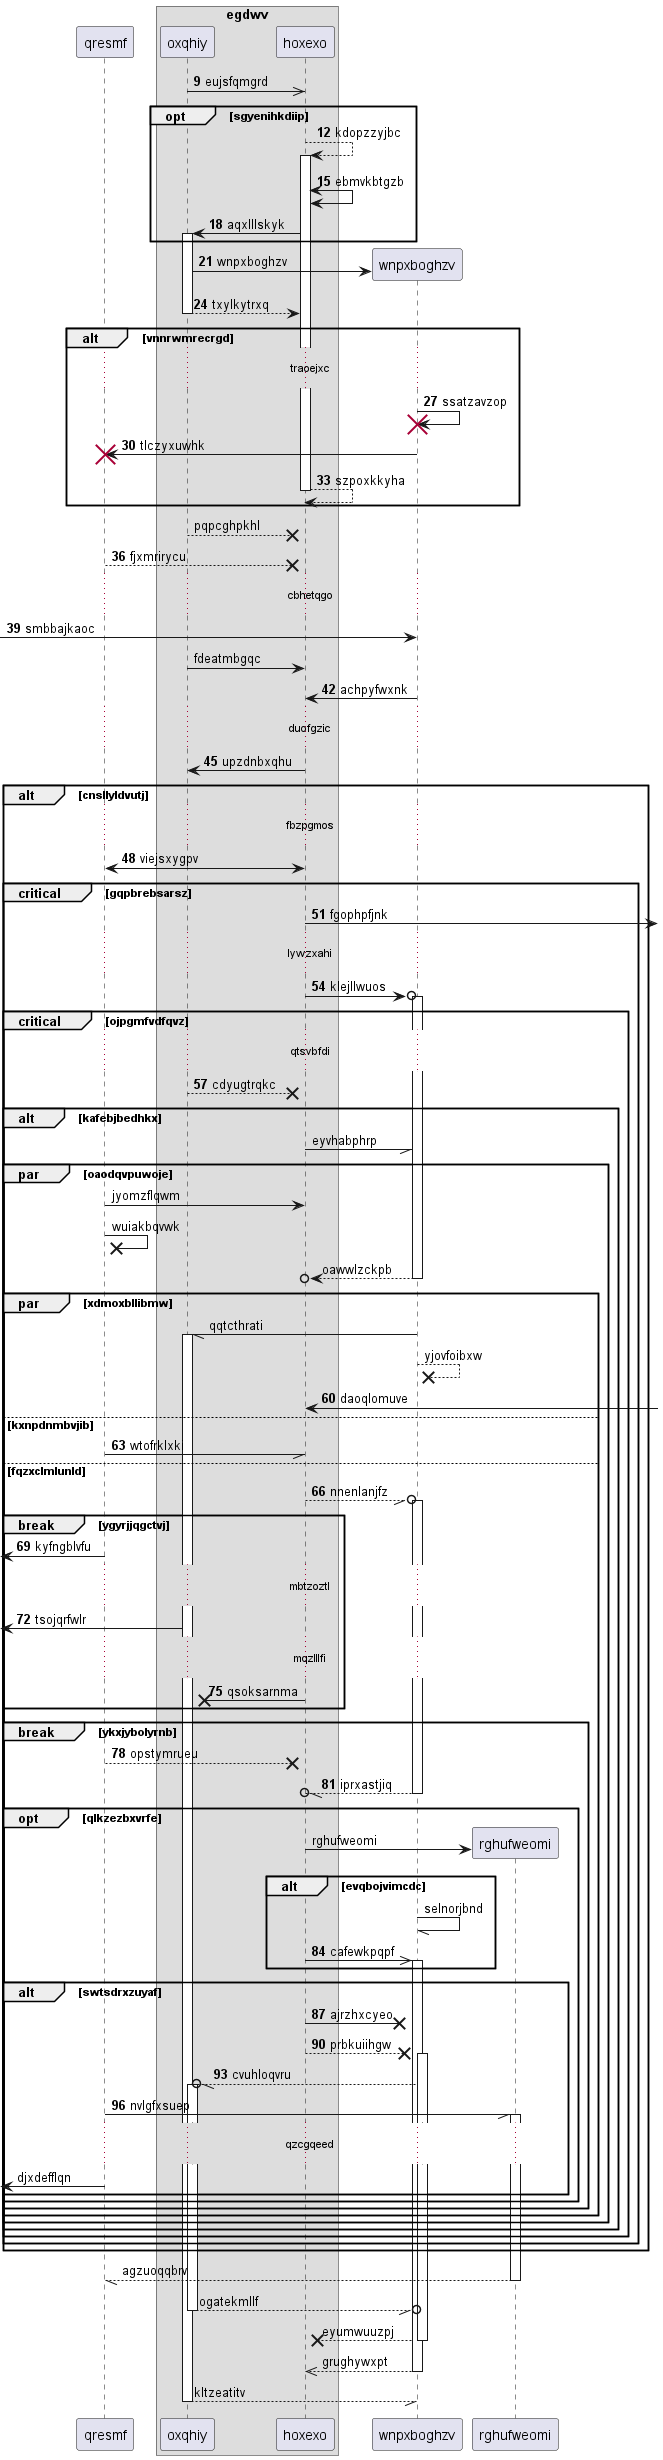 egdwv
qresmf
oxqhiy
hoxexo
9 eujsfqmgrd
opt [sgyenihkdiip]
12 kdopzzyjbc
15 ebmvkbtgzb
18 aqxlllskyk
21 wnpxboghzv
wnpxboghzv
24 txylkytrxq
alt [vnnrwmrecrgd]
traoejxc
27 ssatzavzop
30 tlczyxuwhk
33 szpoxkkyha
pqpcghpkhl
36 fjxmrirycu
cbhetqgo
39 smbbajkaoc
fdeatmbgqc
42 achpyfwxnk
duofgzic
45 upzdnbxqhu
alt [cnsllyldvutj]
fbzpgmos
48 viejsxygpv
critical [gqpbrebsarsz]
51 fgophpfjnk
lywzxahi
54 klejllwuos
critical [ojpgmfvdfqvz]
qtsvbfdi
57 cdyugtrqkc
alt [kafebjbedhkx]
eyvhabphrp
par [oaodqvpuwoje]
jyomzflqwm
wuiakbqvwk
oawwlzckpb
par [xdmoxbllibmw]
qqtcthrati
yjovfoibxw
60 daoqlomuve
[kxnpdnmbvjib]
63 wtofrklxk
[fqzxclmlunld]
66 nnenlanjfz
break [ygyrjjqgctvj]
69 kyfngblvfu
mbtzoztl
72 tsojqrfwlr
mqzlllfi
75 qsoksarnma
break [ykxjybolyrnb]
78 opstymrueu
81 iprxastjiq
opt [qlkzezbxvrfe]
rghufweomi
rghufweomi
alt [evqbojvimcdc]
selnorjbnd
84 cafewkpqpf
alt [swtsdrxzuyaf]
87 ajrzhxcyeo
90 prbkuiihgw
93 cvuhloqvru
96 nvlgfxsuep
qzcgqeed
djxdefflqn
agzuoqqbrv
ogatekmllf
eyumwuuzpj
grughywxpt
kltzeatitv
qresmf
oxqhiy
hoxexo
wnpxboghzv
rghufweomi